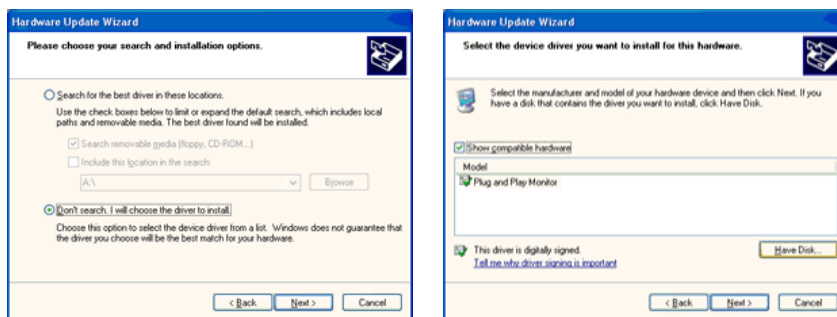 Hardware Update Wizard
Please choose your search and installation options.
Search for the best driver in these locations.
Use the check boxes below to limit or expand the default search, which includes local
paths and removable media. The best driver found will be installed.
Search removable media (floppy, CD-ROM...)
Include this location in the search:
A:\
Browse
Don't search. I will choose the driver to install.
Choose this option to select the device driver from a list. Windows does not guarantee that
the driver you choose will be the best match for your hardware.
< Back
Next >
Cancel
Hardware Update Wizard
Select the device driver you want to install for this hardware.
Select the manufacturer and model of your hardware device and then click Next. If you
have a disk that contains the driver you want to install, click Have Disk.
Show compatible hardware
Model
Plug and Play Monitor
This driver is digitally signed.
Tell me why driver signing is important
Have Disk...
< Back
Next >
Cancel